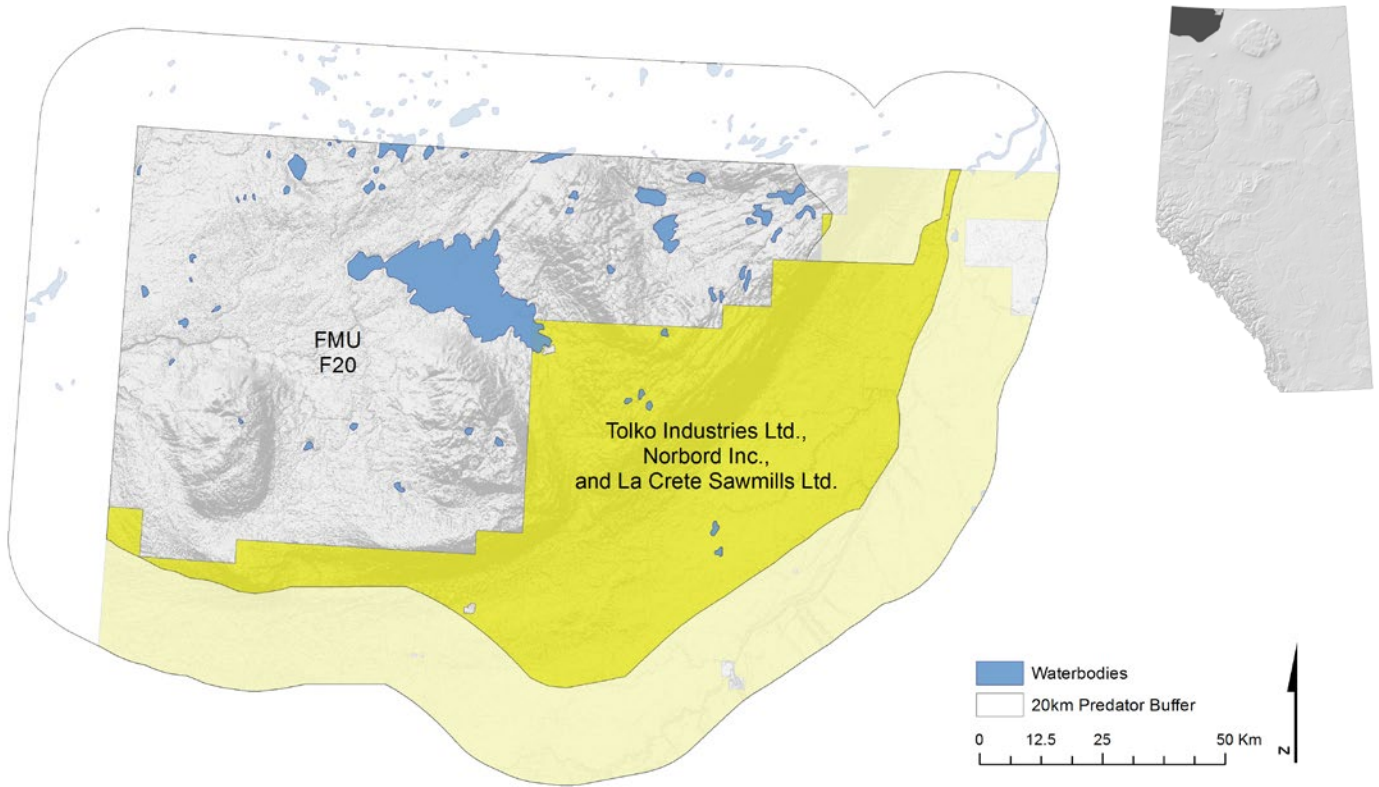 FMU
F20
Tolko Industries Ltd.,
Norbord Inc.,
and La Crete Sawmills Ltd.
Waterbodies
20km Predator Buffer
0 12.5 25 50 Km
N